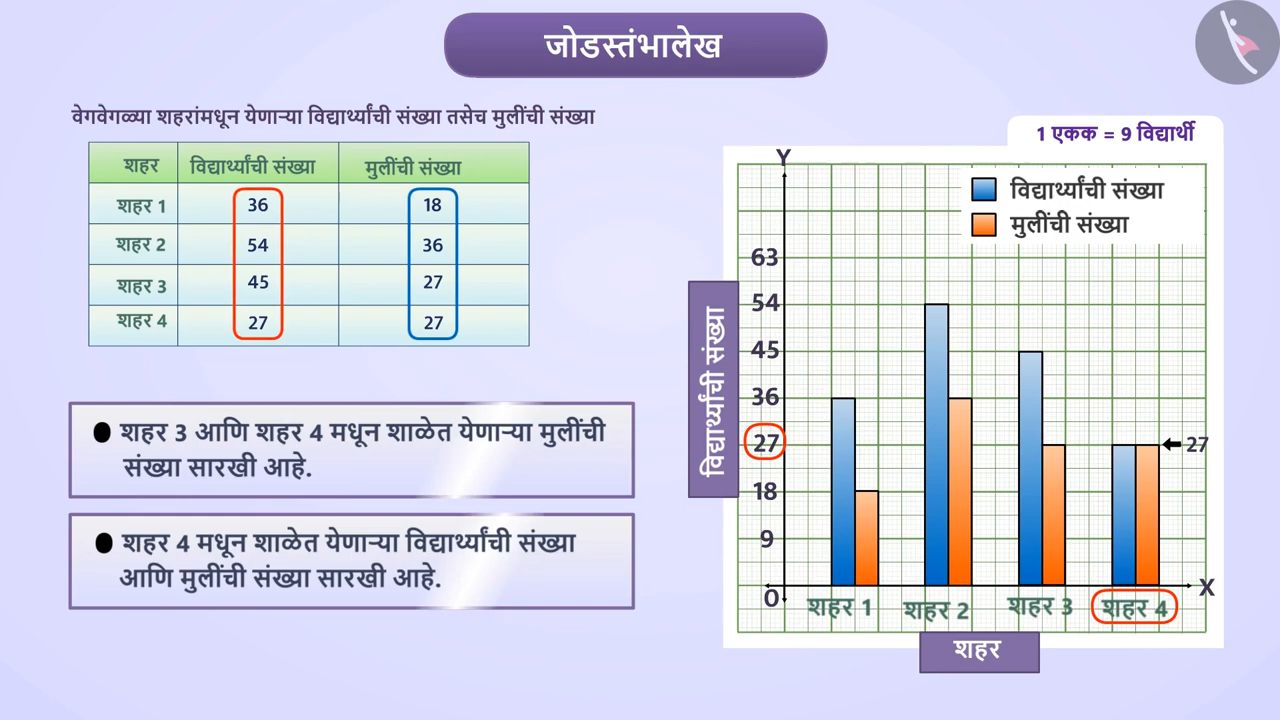 जोडस्तंभालेख
वेगवेगळ्या शहरांमधून येणाऱ्या विद्यार्थ्यांची संख्या तसेच मुलींची संख्या
शहर विद्यार्थ्यांची संख्या मुलींची संख्या
शहर 1 36 18
शहर 2 54 36
शहर 3 45 27
शहर 4 27 27
शहर 3 आणि शहर 4 मधून शाळेत येणाऱ्या मुलींची
संख्या सारखी आहे.
शहर 4 मधून शाळेत येणाऱ्या विद्यार्थ्यांची संख्या
आणि मुलींची संख्या सारखी आहे.
1 एकक = 9 विद्यार्थी
Y
विद्यार्थ्यांची संख्या
मुलींची संख्या
63
54
45
36
27
18
9
0
27
विद्यार्थ्यांची संख्या
X
शहर 1 शहर 2 शहर 3 शहर 4
शहर